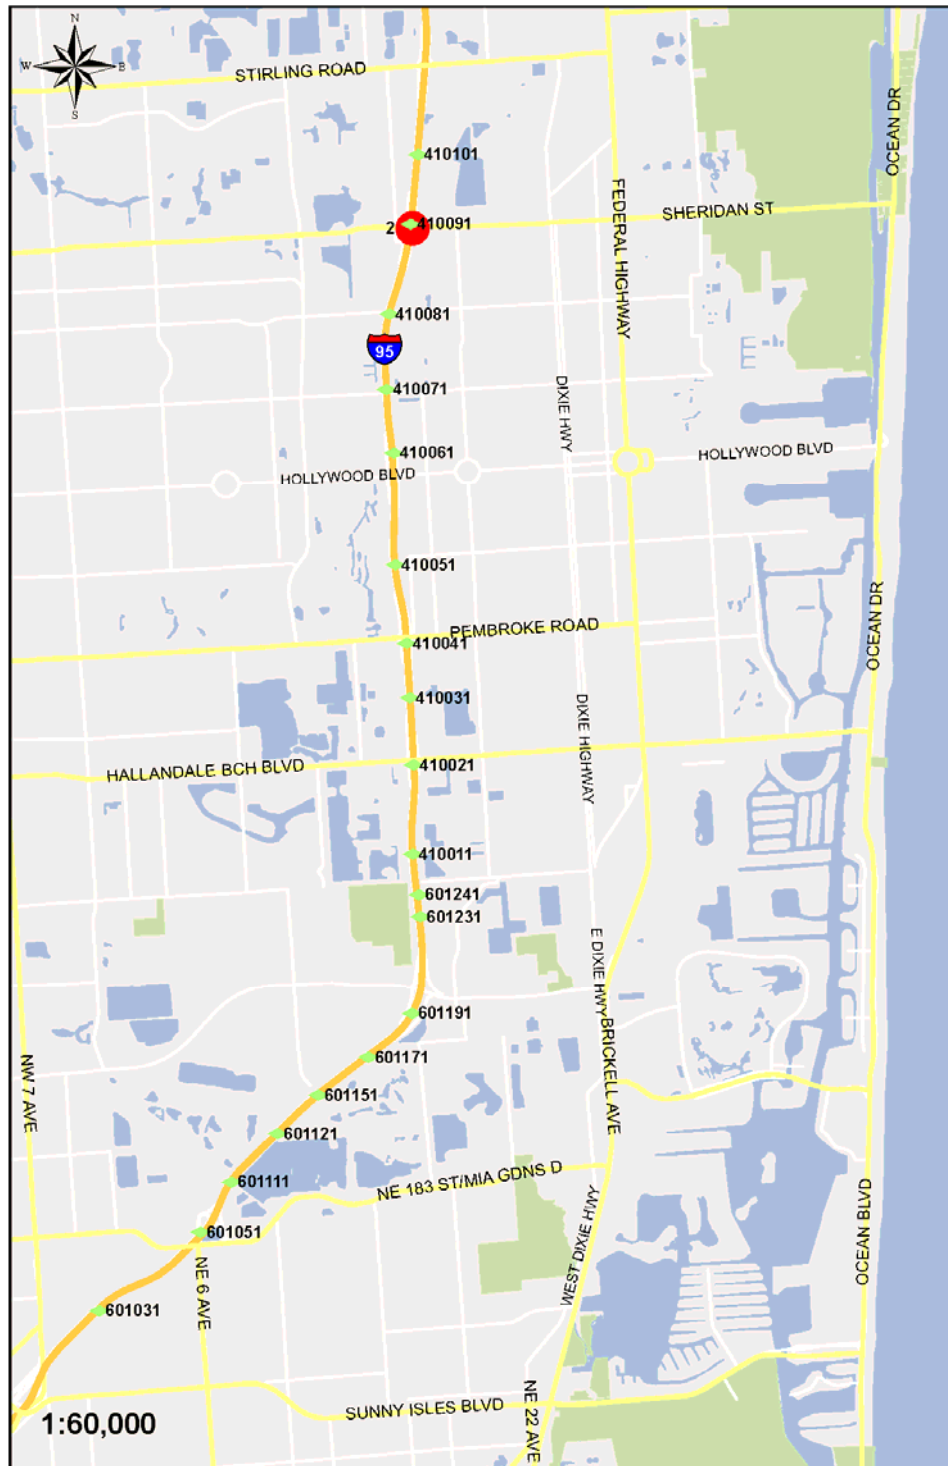 N
W
E
S
STIRLING ROAD
OCEAN DR
410101
FEDERAL HIGHWAY
SHERIDAN ST
2
410091
410081
95
410071
DIXIE HWY
410061
HOLLYWOOD BLVD
HOLLYWOOD BLVD
410051
OCEAN DR
PEMBROKE ROAD
410041
410031
DIXIE HIGHWAY
HALLANDALE BCH BLVD
410021
410011
601241
601231
E DIXIE HWY
601191
BRICKELL AVE
NW 7 AVE
601171
601151
601121
601111
NE 183 ST/MIA GDNS D
OCEAN BLVD
WEST DIXIE HWY
601051
NE 6 AVE
601031
NE 22 AVE
SUNNY ISLES BLVD
1:60,000